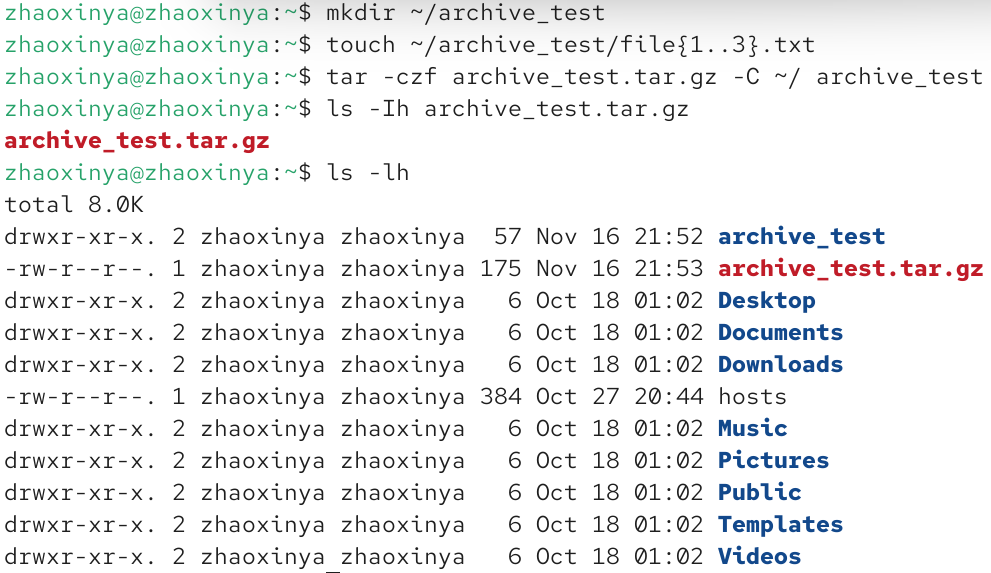 zhaoxinya@zhaoxinya:~$ mkdir ~/archive_test
zhaoxinya@zhaoxinya:~$ touch ~/archive_test/file{1..3}.txt
zhaoxinya@zhaoxinya:~$ tar -czf archive_test.tar.gz -C ~/ archive_test
zhaoxinya@zhaoxinya:~$ ls -Ih archive_test.tar.gz
archive_test.tar.gz
zhaoxinya@zhaoxinya:~$ ls -lh
total 8.0K
drwxr-xr-x. 2 zhaoxinya zhaoxinya  57 Nov 16 21:52 archive_test
-rw-r--r--. 1 zhaoxinya zhaoxinya 175 Nov 16 21:53 archive_test.tar.gz
drwxr-xr-x. 2 zhaoxinya zhaoxinya   6 Oct 18 01:02 Desktop
drwxr-xr-x. 2 zhaoxinya zhaoxinya   6 Oct 18 01:02 Documents
drwxr-xr-x. 2 zhaoxinya zhaoxinya   6 Oct 18 01:02 Downloads
-rw-r--r--. 1 zhaoxinya zhaoxinya 384 Oct 27 20:44 hosts
drwxr-xr-x. 2 zhaoxinya zhaoxinya   6 Oct 18 01:02 Music
drwxr-xr-x. 2 zhaoxinya zhaoxinya   6 Oct 18 01:02 Pictures
drwxr-xr-x. 2 zhaoxinya zhaoxinya   6 Oct 18 01:02 Public
drwxr-xr-x. 2 zhaoxinya zhaoxinya   6 Oct 18 01:02 Templates
drwxr-xr-x. 2 zhaoxinya zhaoxinya   6 Oct 18 01:02 Videos